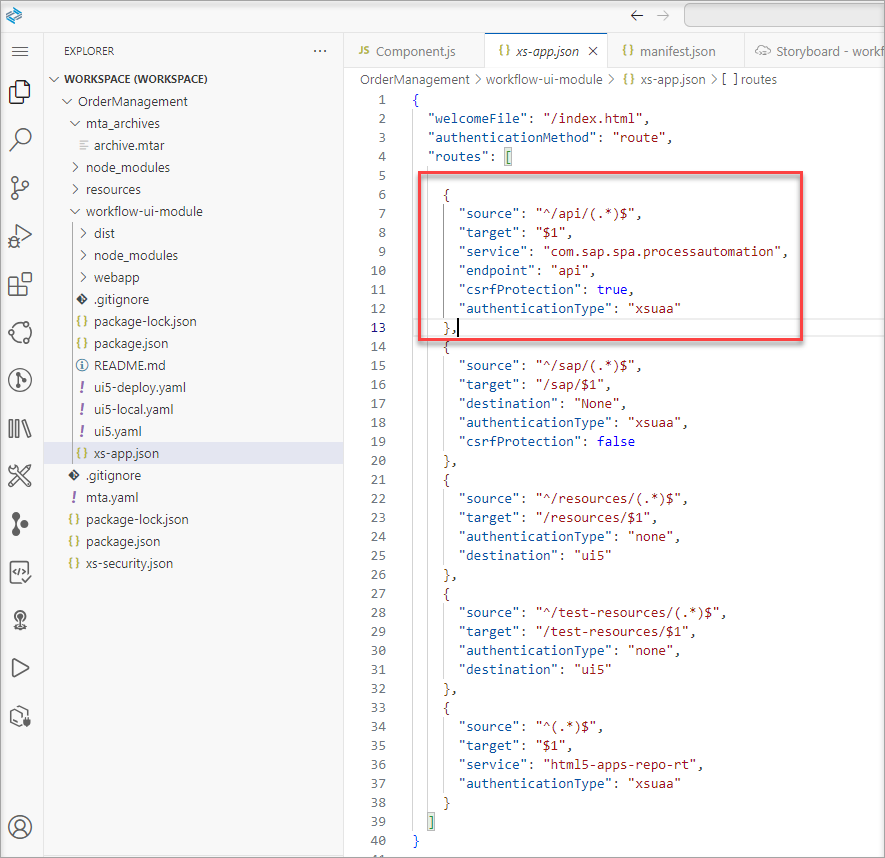 EXPLORER
...
WORKSPACE (WORKSPACE)
OrderManagement
mta_archives
archive.mtar
node_modules
resources
workflow-ui-module
dist
node_modules
webapp
.gitignore
package-lock.json
package.json
README.md
ui5-deploy.yaml
ui5-local.yaml
ui5.yaml
xs-app.json
.gitignore
mta.yaml
package-lock.json
package.json
xs-security.json
JS Component.js
{} xs-app.json ×
{} manifest.json
Storyboard - workf
OrderManagement > workflow-ui-module > {} xs-app.json > [ ] routes
1 {
2 "welcomeFile": "/index.html",
3 "authenticationMethod": "route",
4 "routes": [
5
6 {
7 "source": "^/api/(.*)$",
8 "target": "$1",
9 "service": "com.sap.spa.processautomation",
10 "endpoint": "api",
11 "csrfProtection": true,
12 "authenticationType": "xsuaa"
13 },
14 {
15 "source": "^/sap/(.*)$",
16 "target": "/sap/$1",
17 "destination": "None",
18 "authenticationType": "xsuaa",
19 "csrfProtection": false
20 },
21 {
22 "source": "^/resources/(.*)$",
23 "target": "/resources/$1",
24 "authenticationType": "none",
25 "destination": "ui5"
26 },
27 {
28 "source": "^/test-resources/(.*)$",
29 "target": "/test-resources/$1",
30 "authenticationType": "none",
31 "destination": "ui5"
32 },
33 {
34 "source": "^(.*)$",
35 "target": "$1",
36 "service": "html5-apps-repo-rt",
37 "authenticationType": "xsuaa"
38 }
39 ]
40 }